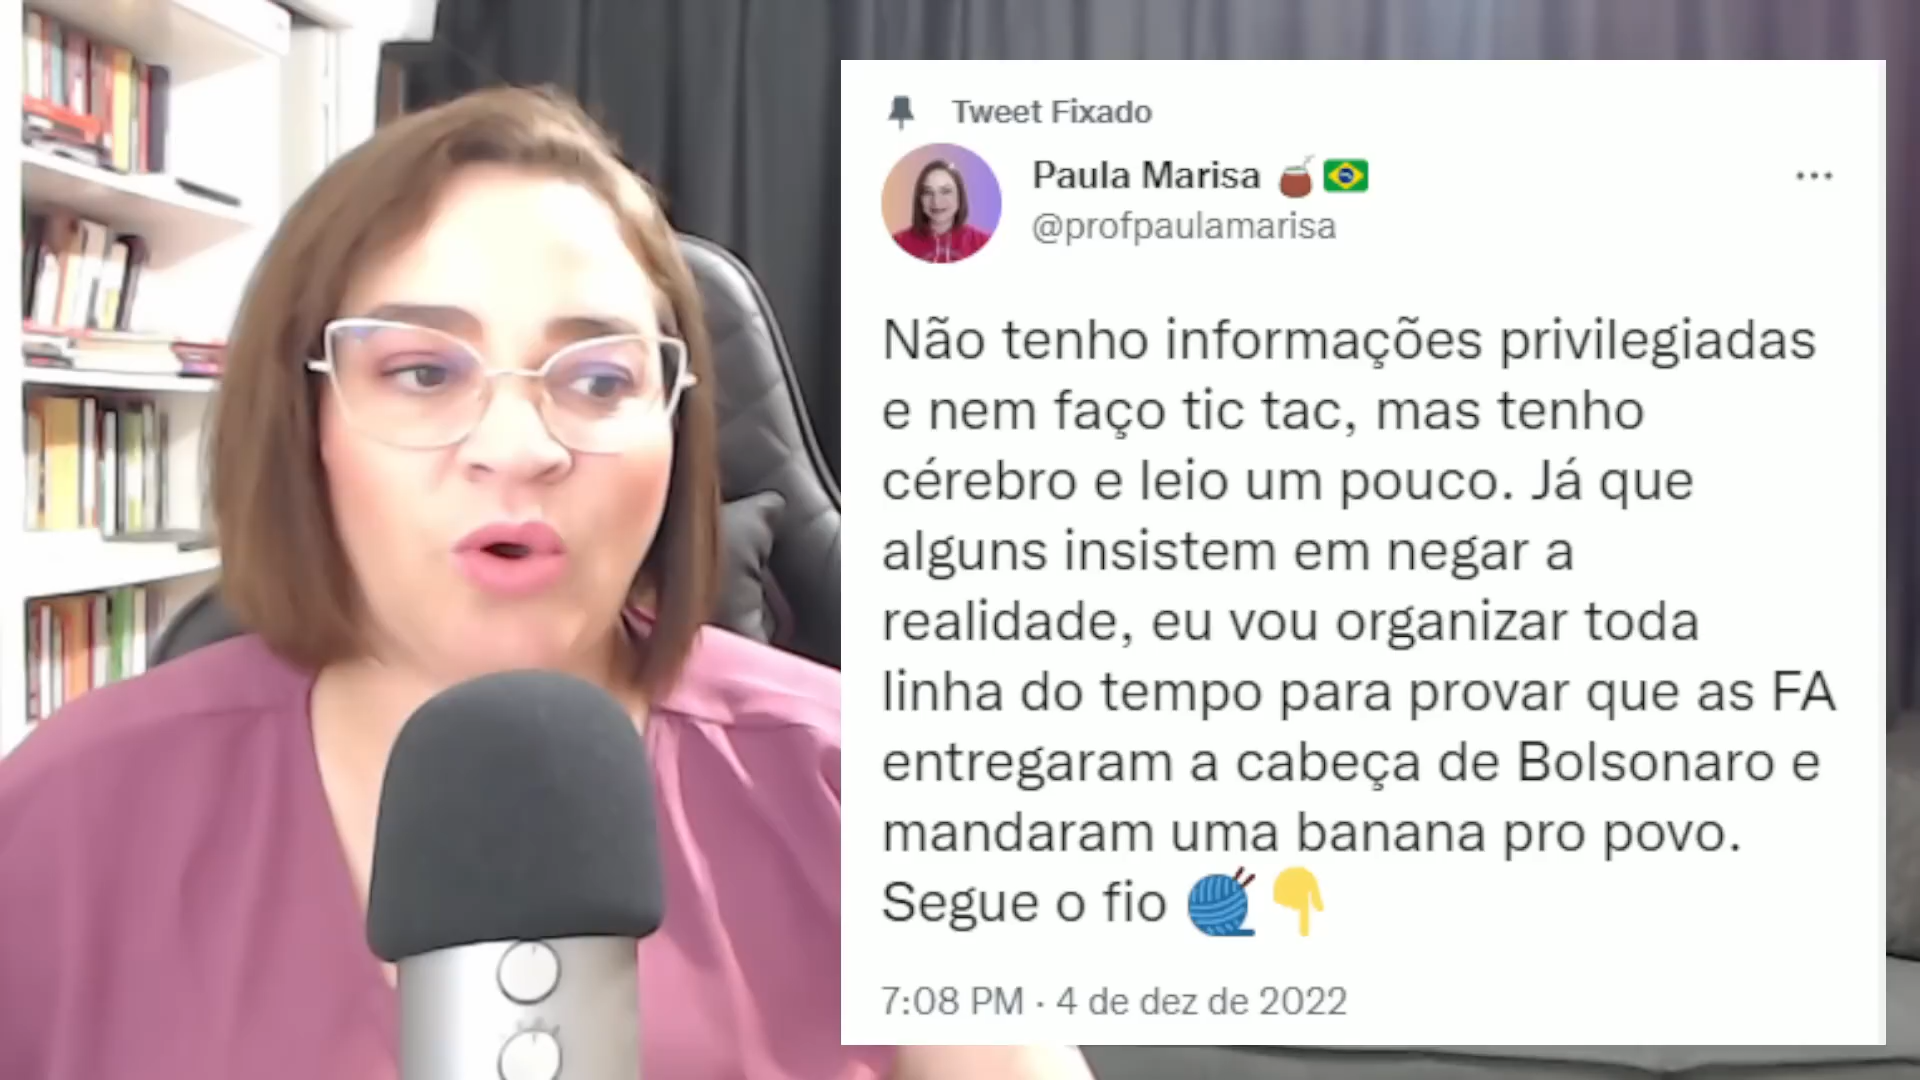 Tweet Fixado
Paula Marisa 🧉🇧🇷
@profpaulamarisa
Não tenho informações privilegiadas
e nem faço tic tac, mas tenho
cérebro e leio um pouco. Já que
alguns insistem em negar a
realidade, eu vou organizar toda
linha do tempo para provar que as FA
entregaram a cabeça de Bolsonaro e
mandaram uma banana pro povo.
Segue o fio 🧶👇
7:08 PM · 4 de dez de 2022